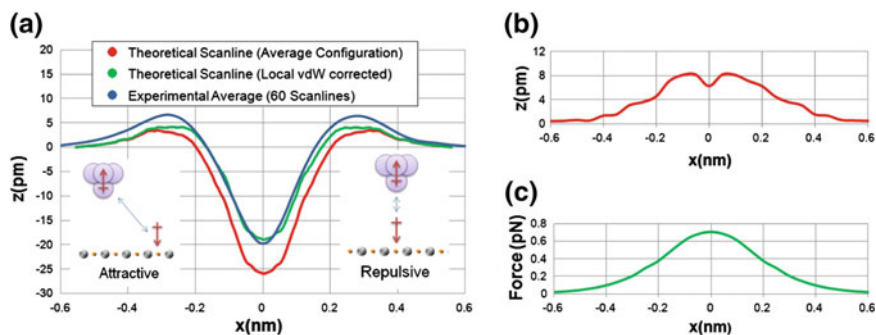 (a)
Theoretical Scanline (Average Configuration)
Theoretical Scanline (Local vdW corrected)
Experimental Average (60 Scanlines)
z(pm)
20
15
10
5
0
-5
-10
-15
-20
-25
-30
Attractive
Repulsive
-0.6 -0.4 -0.2 0 0.2 0.4 0.6
x(nm)
(b)
z(pm)
12
8
4
0
-0.6 -0.4 -0.2 0 0.2 0.4 0.6
x(nm)
(c)
Force (pN)
0.8
0.6
0.4
0.2
0
-0.6 -0.4 -0.2 0 0.2 0.4 0.6
x(nm)